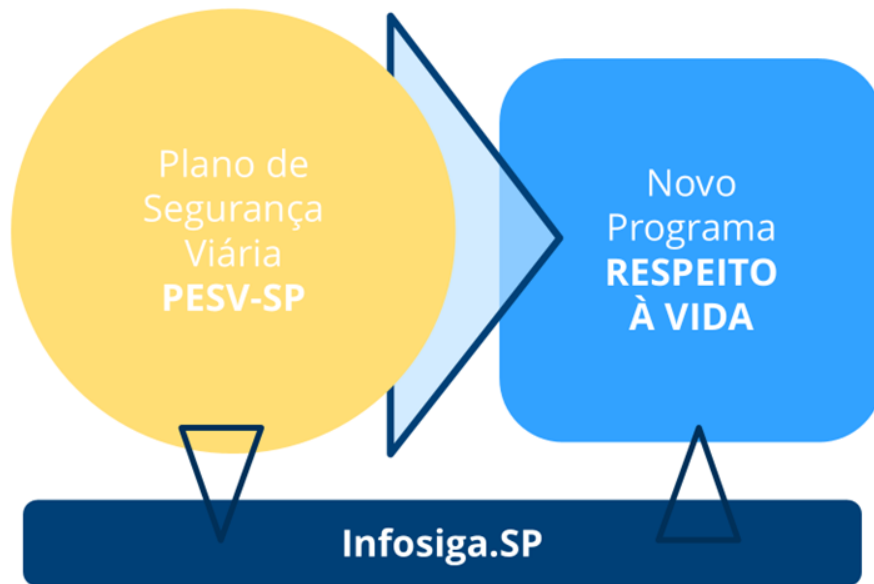 Plano de
Segurança
Viária
PESV-SP
Novo
Programa
RESPEITO
À VIDA
Infosiga.SP